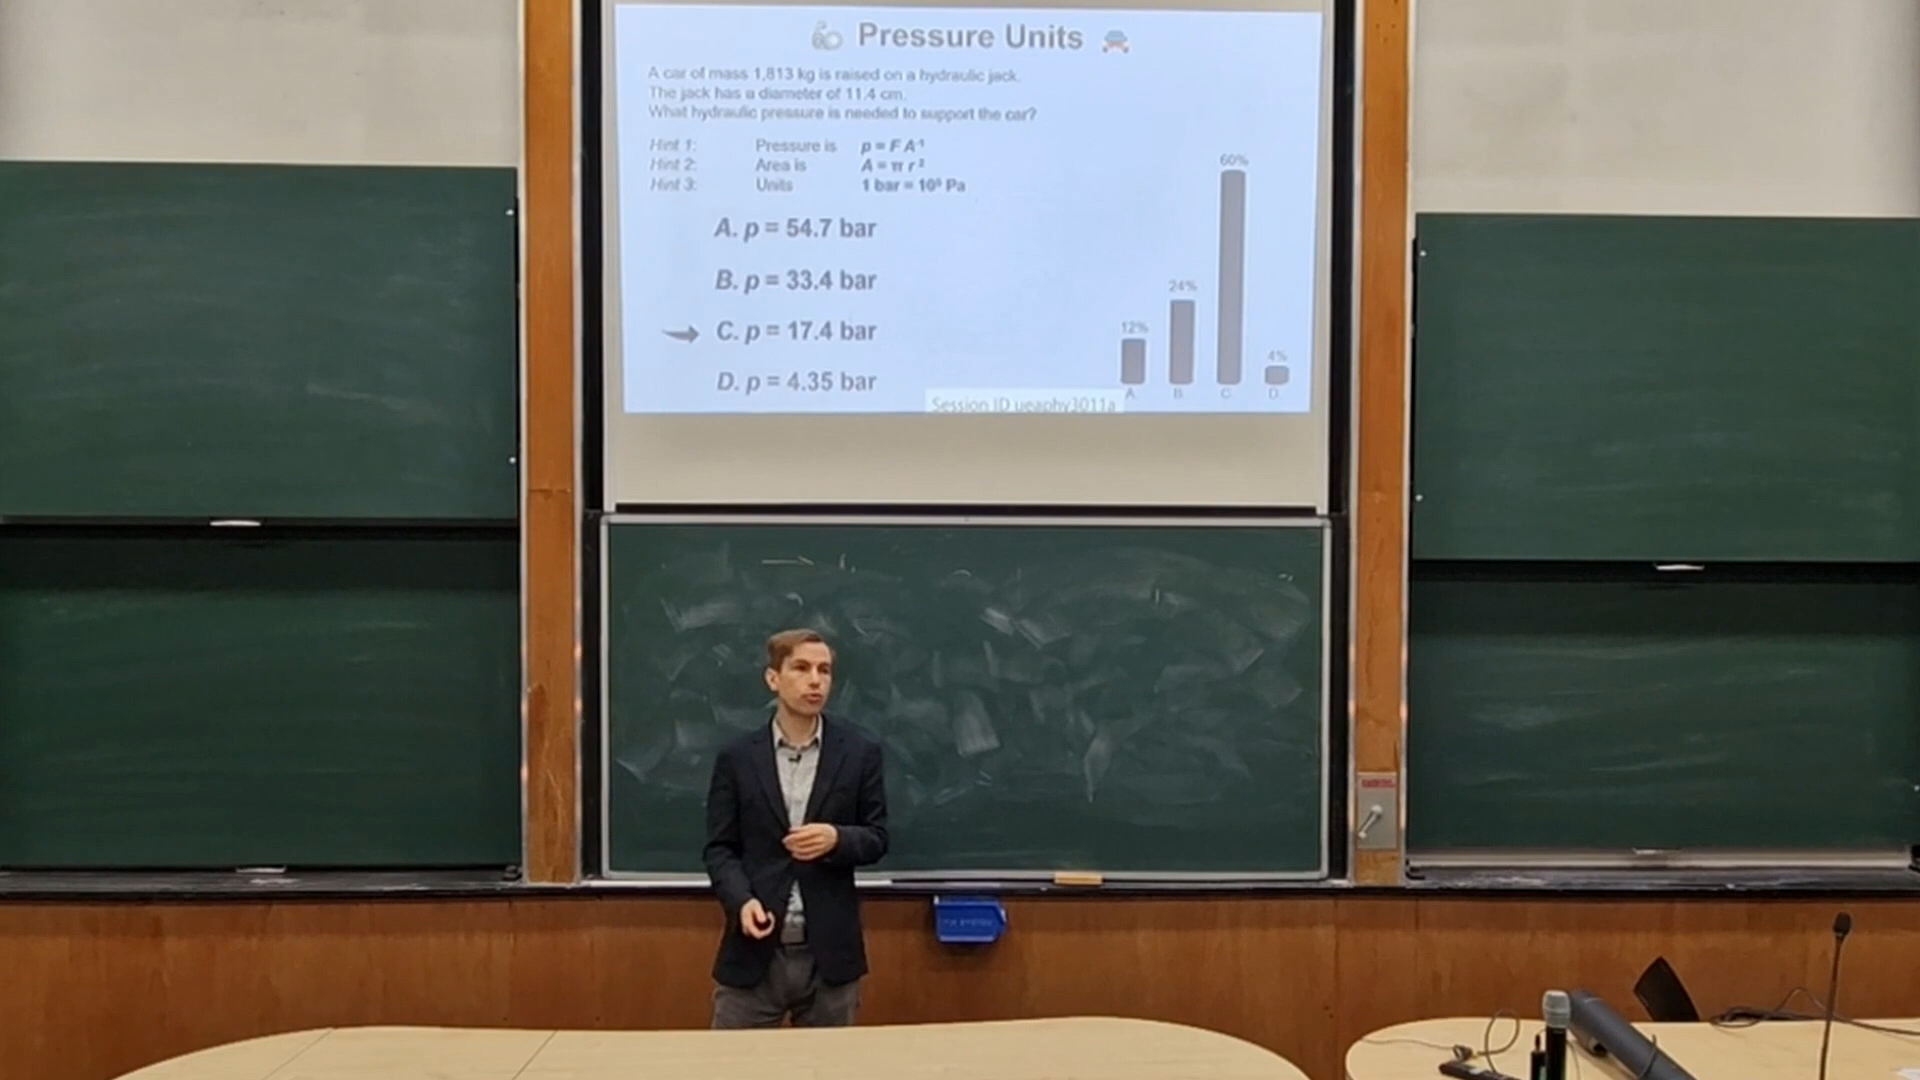 Pressure Units
A car of mass 1,813 kg is raised on a hydraulic jack.
The jack has a diameter of 11.4 cm.
What hydraulic pressure is needed to support the car?
Hint 1: Pressure is p = F A⁻¹
Hint 2: Area is A = π r²
Hint 3: Units 1 bar = 10⁵ Pa
A. p = 54.7 bar
B. p = 33.4 bar
C. p = 17.4 bar
D. p = 4.35 bar
12%
24%
60%
4%
A.
B.
C.
D.
Session ID ueaphy3011a